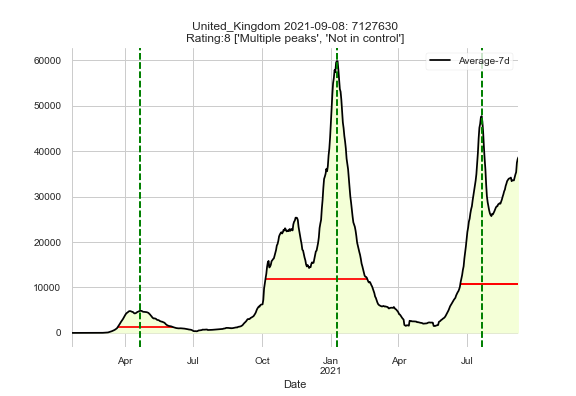 United_Kingdom 2021-09-08: 7127630
Rating:8 ['Multiple peaks', 'Not in control']
Average-7d
60000
50000
40000
30000
20000
10000
0
Apr Jul Oct Jan Apr Jul
2021
Date